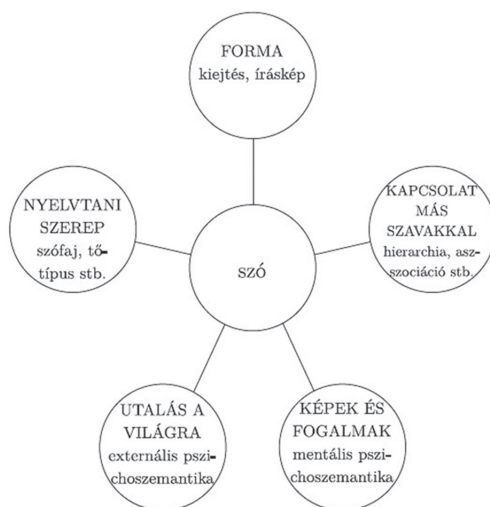 FORMA
kiejtés, íráskép
NYELVTANI
SZEREP
szófaj, tő-
típus stb.
KAPCSOLAT
MÁS
SZAVAKKAL
hierarchia, asz-
szociáció stb.
SZÓ
UTALÁS A
VILÁGRA
externális pszi-
choszemantika
KÉPEK ÉS
FOGALMAK
mentális pszi-
choszemantika